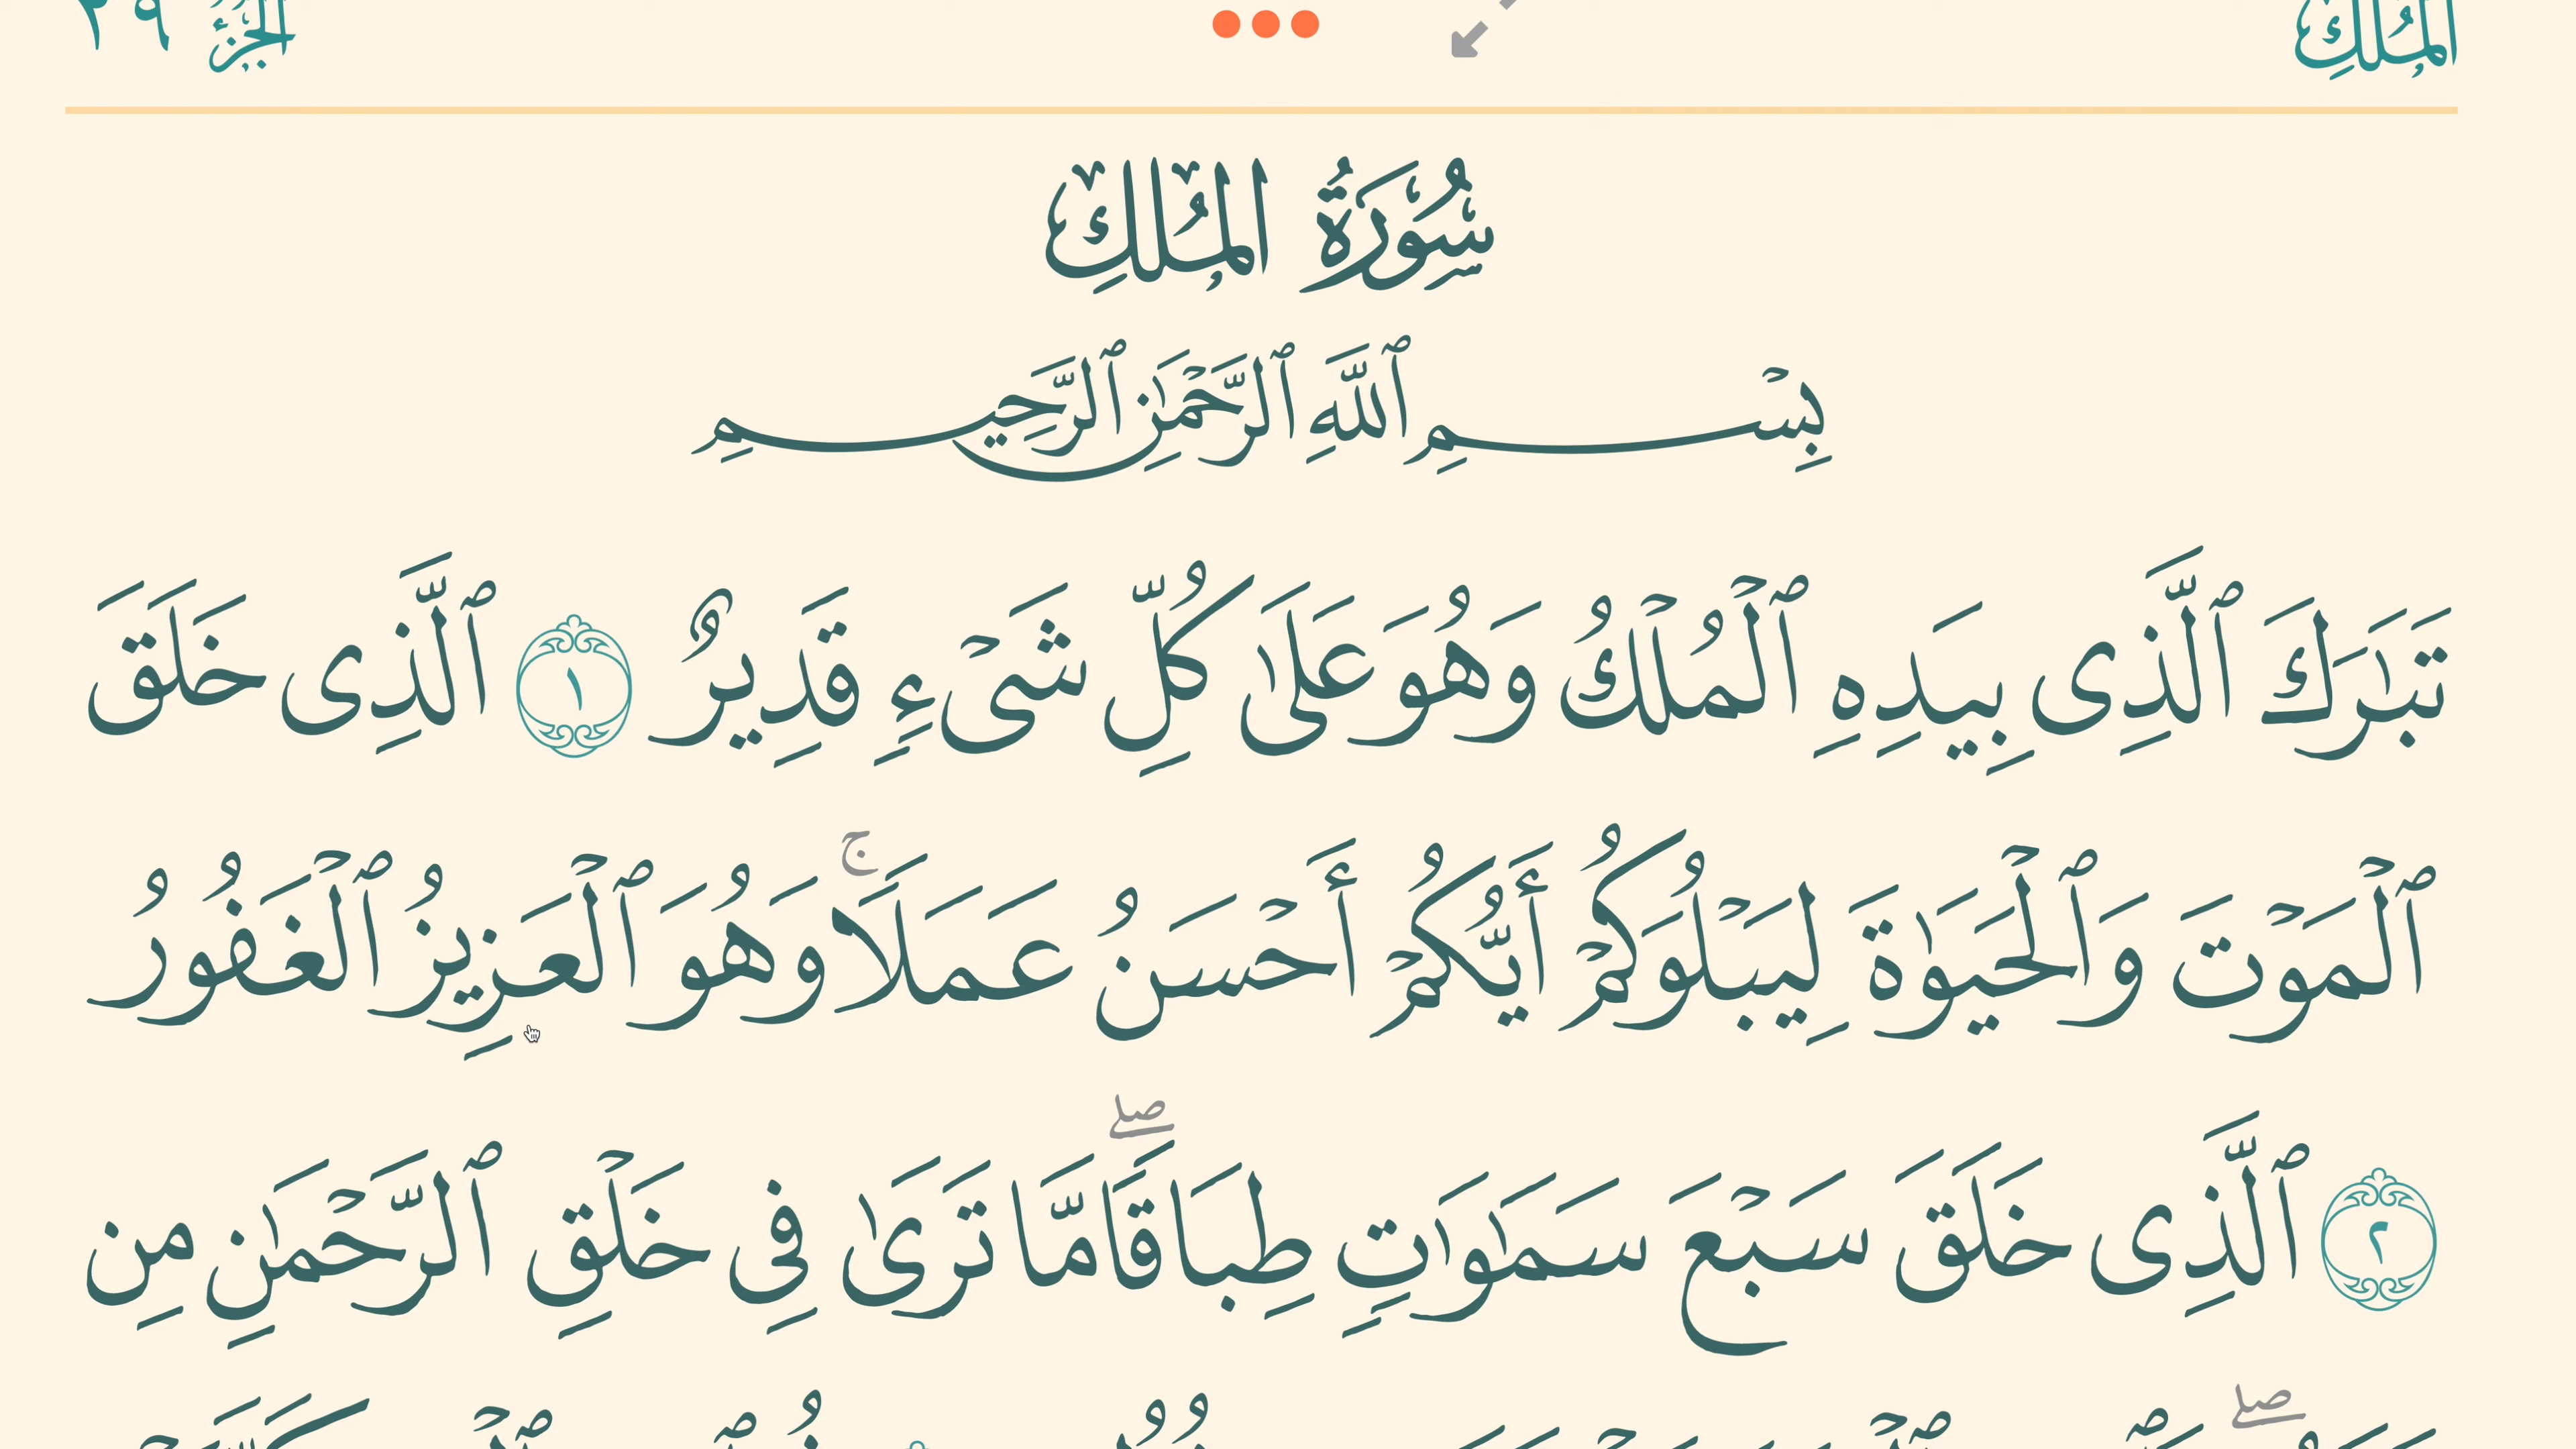 الملك الجزء ٢٩
سُورَةُ الْمُلْكِ
بِسْمِ ٱللَّهِ ٱلرَّحْمَٰنِ ٱلرَّحِيمِ
تَبَٰرَكَ ٱلَّذِى بِيَدِهِ ٱلْمُلْكُ وَهُوَ عَلَىٰ كُلِّ شَىْءٍ قَدِيرٌ ١ ٱلَّذِى خَلَقَ
ٱلْمَوْتَ وَٱلْحَيَوٰةَ لِيَبْلُوَكُمْ أَيُّكُمْ أَحْسَنُ عَمَلًا ۚ وَهُوَ ٱلْعَزِيزُ ٱلْغَفُورُ
٢ ٱلَّذِى خَلَقَ سَبْعَ سَمَٰوَٰتٍ طِبَاقًا ۖ مَّا تَرَىٰ فِى خَلْقِ ٱلرَّحْمَٰنِ مِن